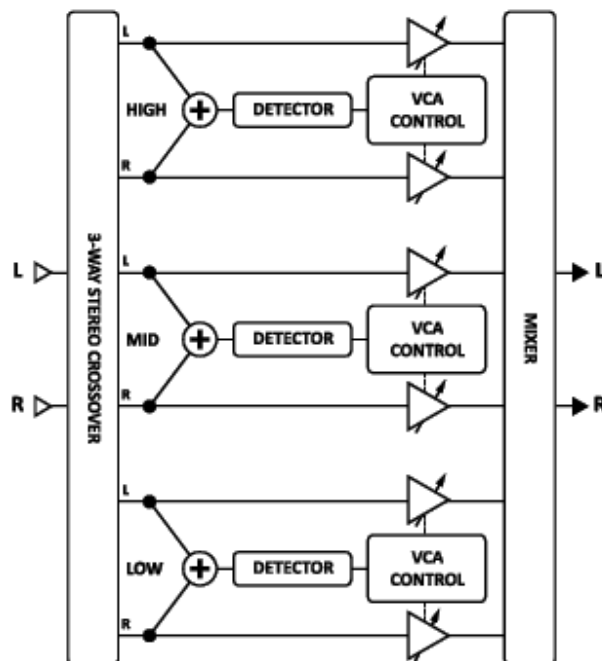 L
HIGH
+
DETECTOR
VCA
CONTROL
R
3-WAY STEREO CROSSOVER
L
R
L
MID
+
DETECTOR
VCA
CONTROL
R
L
LOW
+
DETECTOR
VCA
CONTROL
R
MIXER
L
R